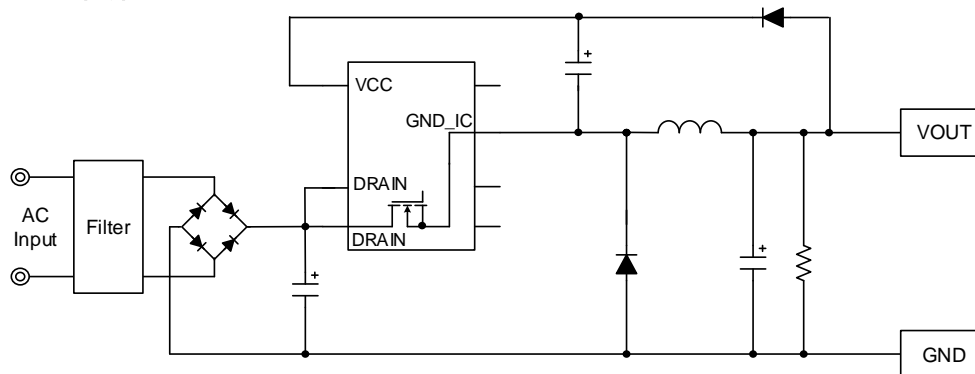 VCC
GND_IC
VOUT
AC
Input
Filter
DRAIN
DRAIN
+
+
+
GND